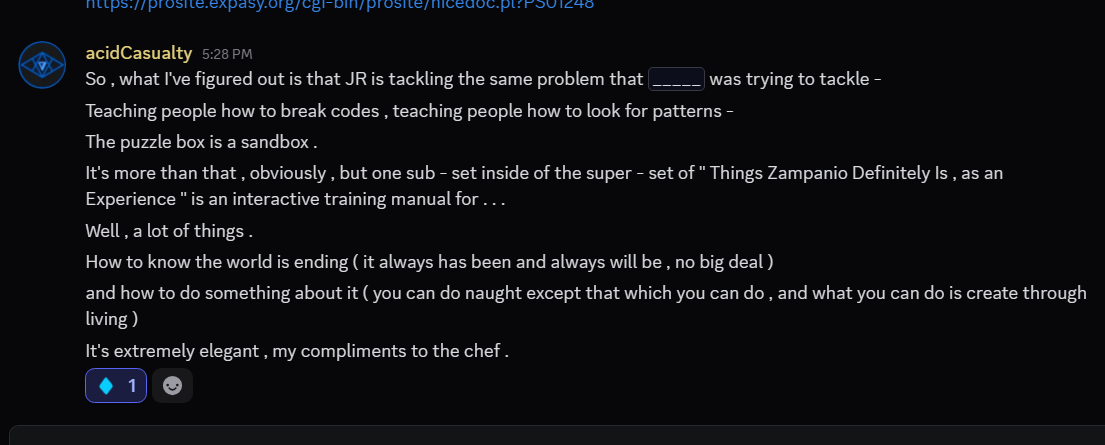 https://prosite.expasy.org/cgi-bin/prosite/nicedoc.pl?PS01248
acidCasualty 5:28 PM
So , what I've figured out is that JR is tackling the same problem that _____ was trying to tackle -
Teaching people how to break codes , teaching people how to look for patterns -
The puzzle box is a sandbox .
It's more than that , obviously , but one sub - set inside of the super - set of " Things Zampanio Definitely Is , as an
Experience " is an interactive training manual for . . .
Well , a lot of things .
How to know the world is ending ( it always has been and always will be , no big deal )
and how to do something about it ( you can do naught except that which you can do , and what you can do is create through
living )
It's extremely elegant , my compliments to the chef .
1